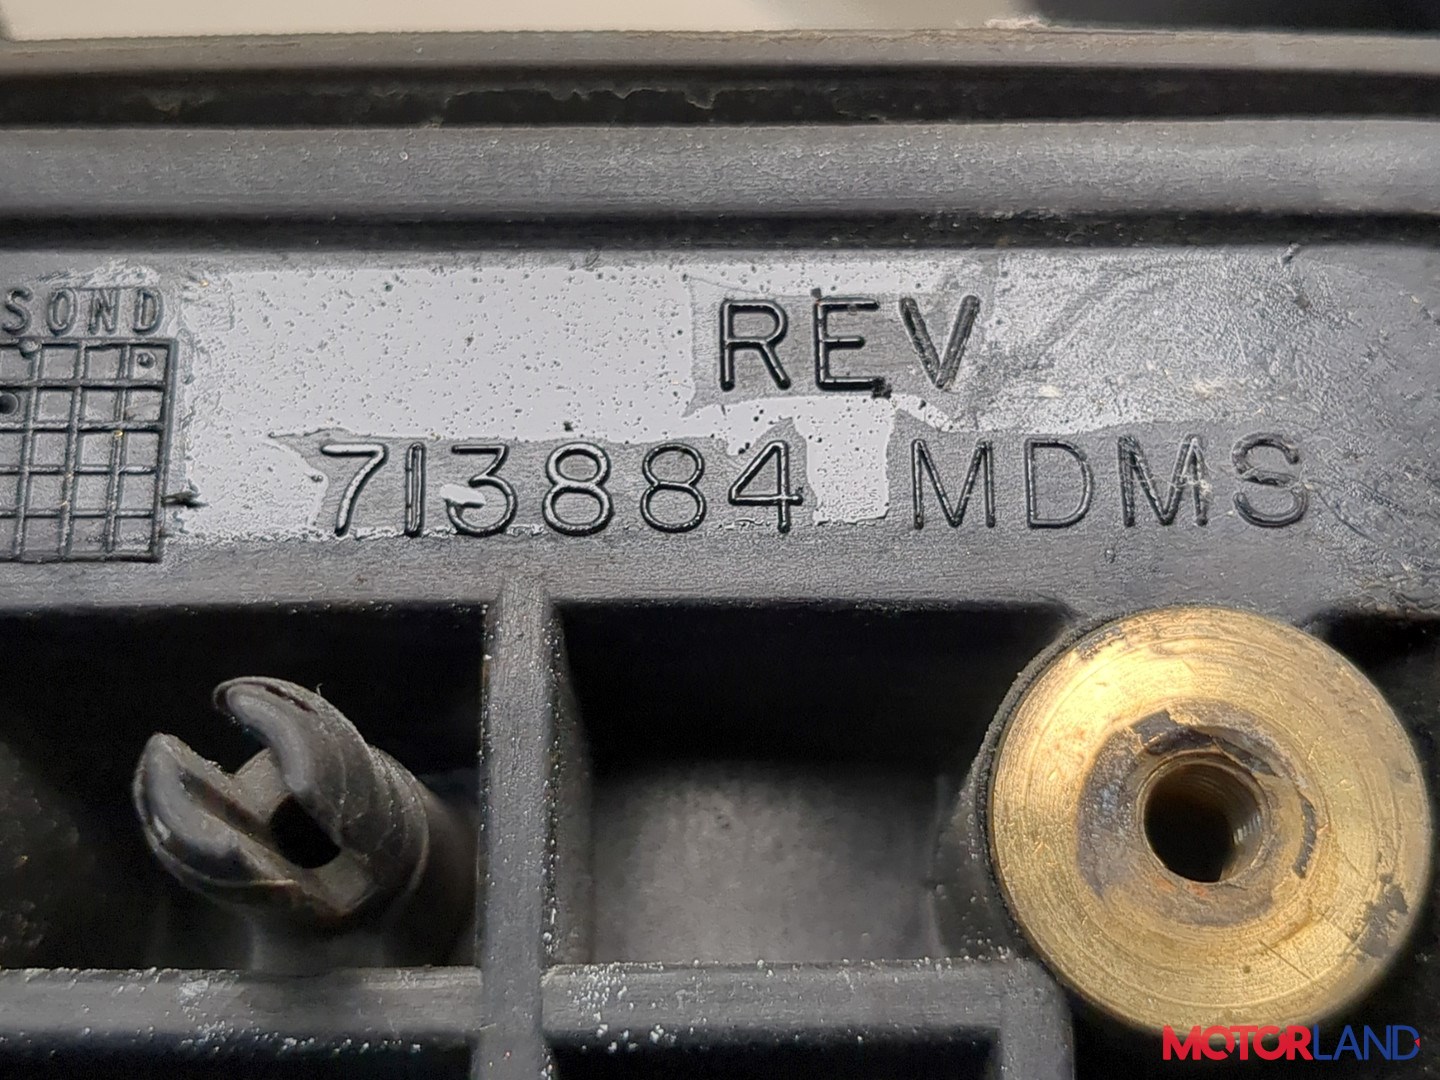 SOND
REV
713884 MDMS
MOTORLAND